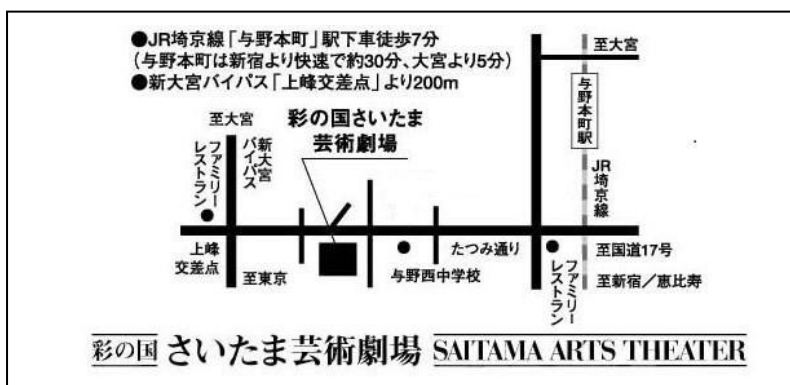 ●JR埼京線「与野本町」駅下車徒歩7分
(与野本町は新宿より快速で約30分、大宮より5分)
●新大宮バイパス「上峰交差点」より200m
至大宮
与野本町駅
JR埼京線
彩の国さいたま
芸術劇場
至大宮
新大宮
バイパス
ファミリー
レストラン
上峰
交差点
至東京
与野西中学校
たつみ通り
至国道17号
ファミリー
レストラン
至新宿/恵比寿
彩の国 さいたま芸術劇場 SAITAMA ARTS THEATER